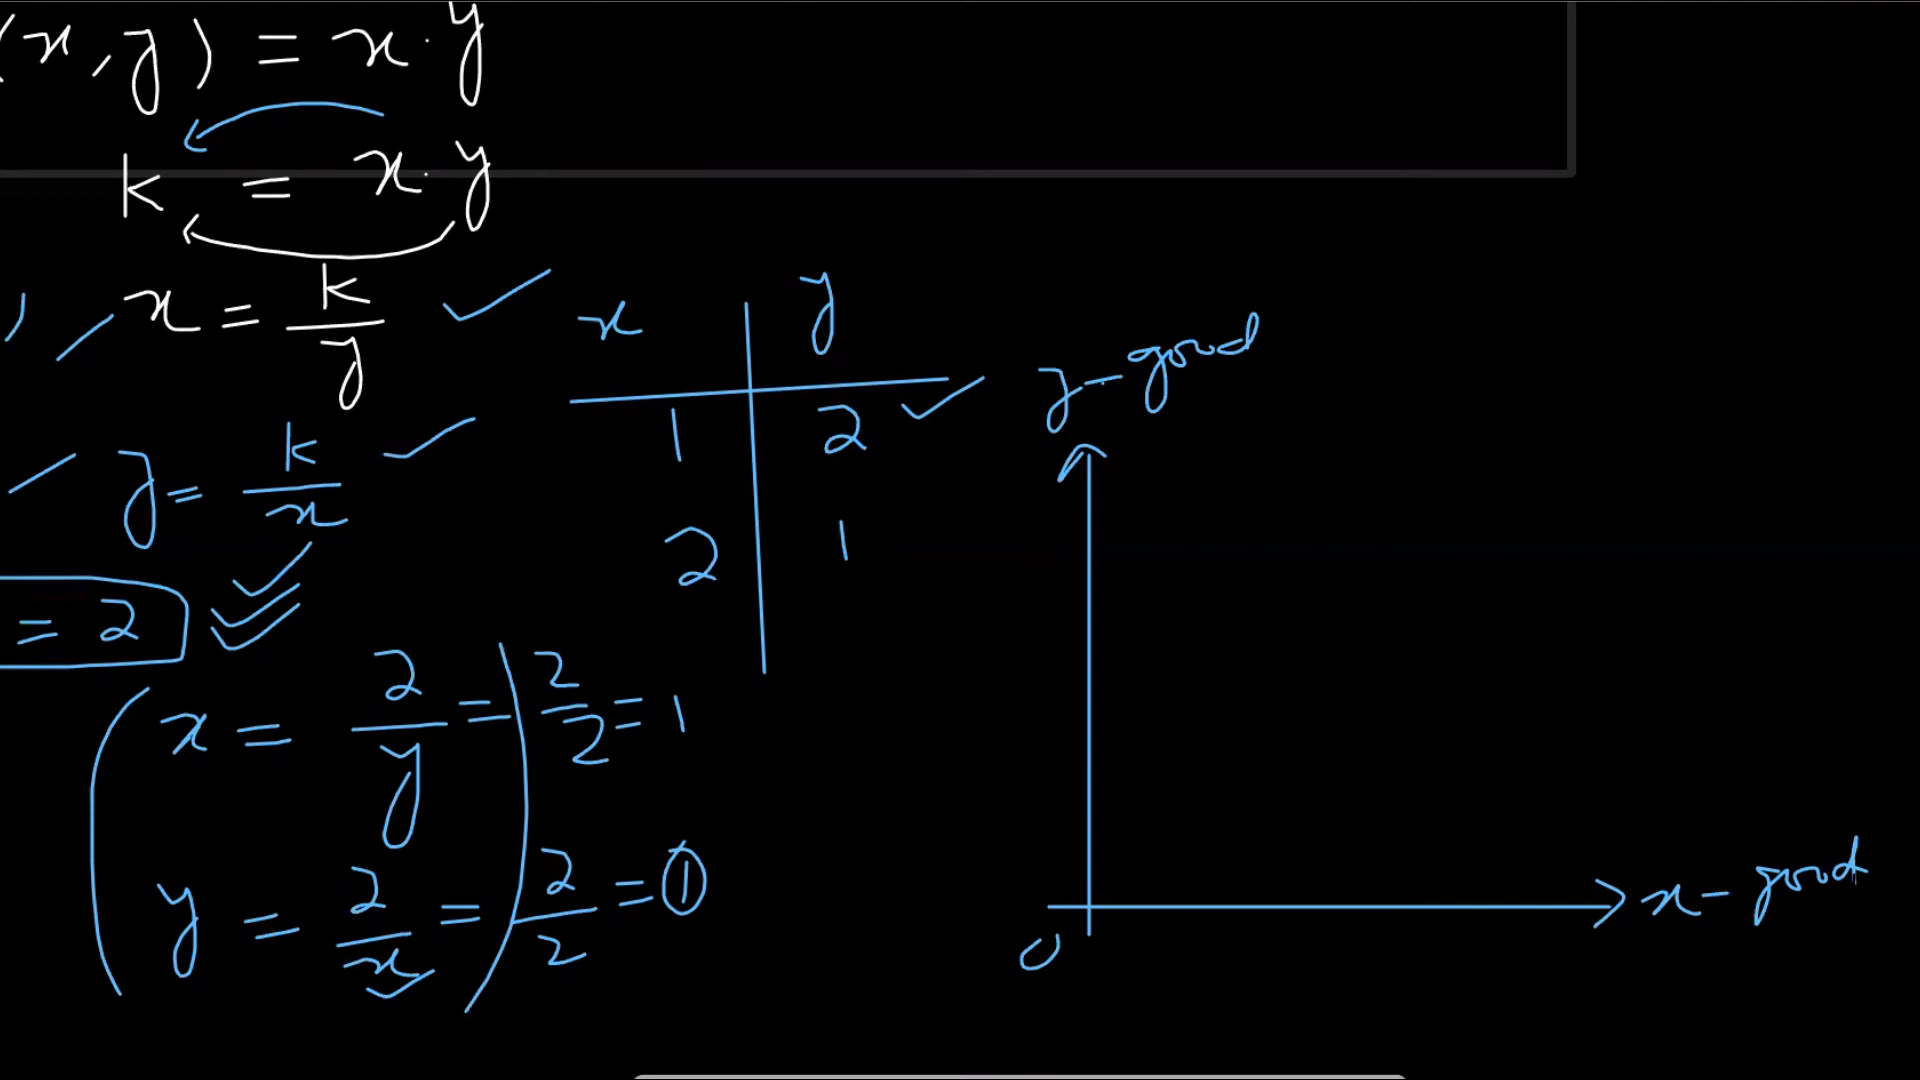 (x, y) = x · y
k = x · y
x = k/y
y = k/x
= 2
x = 2/y = 2/2 = 1
y = 2/x = 2/2 = 1
x y
1 2
2 1
y - good
x - good
0